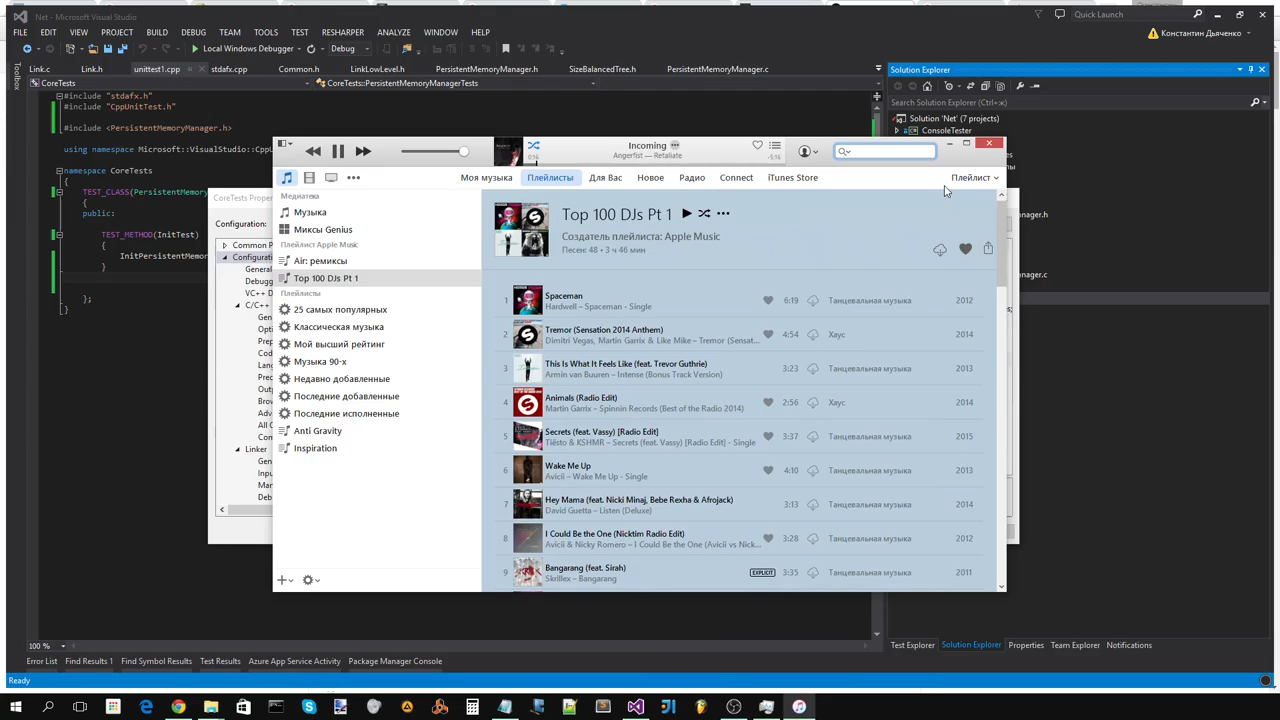 Net - Microsoft Visual Studio
Quick Launch
FILE EDIT VIEW PROJECT BUILD DEBUG TEAM TOOLS TEST RESHARPER ANALYZE WINDOW HELP
Константин Дьяченко
Local Windows Debugger Debug
Link.c Link.h unittest1.cpp stdafx.h Common.h LinkLowLevel.h PersistentMemoryManager.h SizeBalancedTree.h PersistentMemoryManager.c
Solution Explorer
Toolbox
CoreTests CoreTests::PersistentMemoryManagerTests
Search Solution Explorer (Ctrl+ж)
Solution 'Net' (7 projects)
ConsoleTester
#include "stdafx.h"
#include "CppUnitTest.h"
#include <PersistentMemoryManager.h>
using namespace Microsoft::VisualStudio::CppU
namespace CoreTests
{
TEST_CLASS(PersistentMemory
{
public:
TEST_METHOD(InitTest)
{
InitPersistentMemor
}
};
}
CoreTests Prope
Configuration:
Common P
Configuratio
General
Debugg
VC++ D
C/C++
Linker
Incoming
Angerfist — Retaliate
0:16
-5:16
Моя музыка Плейлисты Для Вас Новое Радио Connect iTunes Store Плейлист
Медиатека
Музыка
Миксы Genius
Плейлист Apple Music
Air: ремиксы
Top 100 DJs Pt 1
Плейлисты
25 самых популярных
Классическая музыка
Мой высший рейтинг
Музыка 90-х
Недавно добавленные
Последние добавленные
Последние исполненные
Anti Gravity
Inspiration
Top 100 DJs Pt 1
Создатель плейлиста: Apple Music
Песен: 48 • 3 ч 46 мин
1 Spaceman 6:19 Танцевальная музыка 2012
Hardwell – Spaceman - Single
2 Tremor (Sensation 2014 Anthem) 4:54 Хаус 2014
Dimitri Vegas, Martin Garrix & Like Mike – Tremor (Sensat...
3 This Is What It Feels Like (feat. Trevor Guthrie) 3:23 Танцевальная музыка 2013
Armin van Buuren – Intense (Bonus Track Version)
4 Animals (Radio Edit) 2:56 Хаус 2014
Martin Garrix – Spinnin Records (Best of the Radio 2014)
5 Secrets (feat. Vassy) [Radio Edit] 3:37 Танцевальная музыка 2015
Tiësto & KSHMR – Secrets (feat. Vassy) [Radio Edit] - Single
6 Wake Me Up 4:10 Танцевальная музыка 2013
Avicii – Wake Me Up - Single
7 Hey Mama (feat. Nicki Minaj, Bebe Rexha & Afrojack) 3:13 Танцевальная музыка 2014
David Guetta – Listen (Deluxe)
8 I Could Be the One (Nicktim Radio Edit) 3:28 Танцевальная музыка 2012
Avicii & Nicky Romero – I Could Be the One (Avicii vs Nick...
9 Bangarang (feat. Sirah) EXPLICIT 3:35 Танцевальная музыка 2011
Skrillex – Bangarang
100 %
Test Explorer Solution Explorer Properties Team Explorer Notifications
Error List Find Results 1 Find Symbol Results Test Results Azure App Service Activity Package Manager Console
Ready